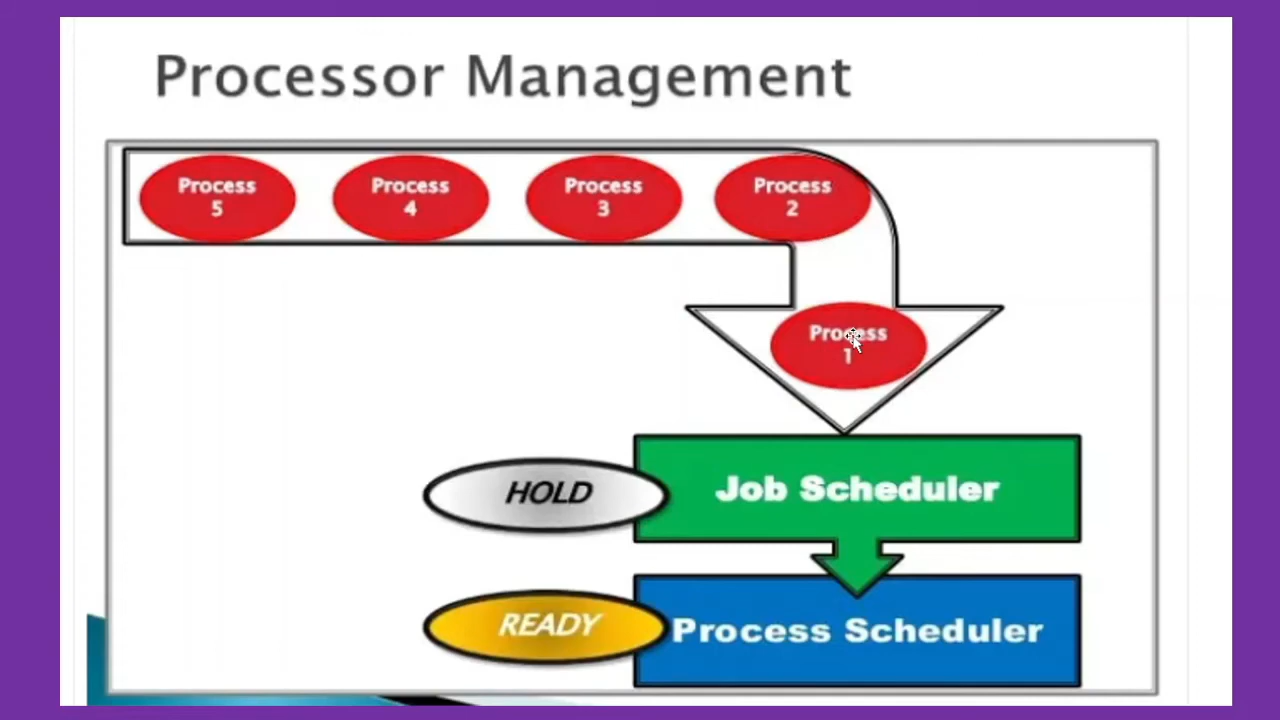 Processor Management
Process
5
Process
4
Process
3
Process
2
Process
1
HOLD
Job Scheduler
READY
Process Scheduler